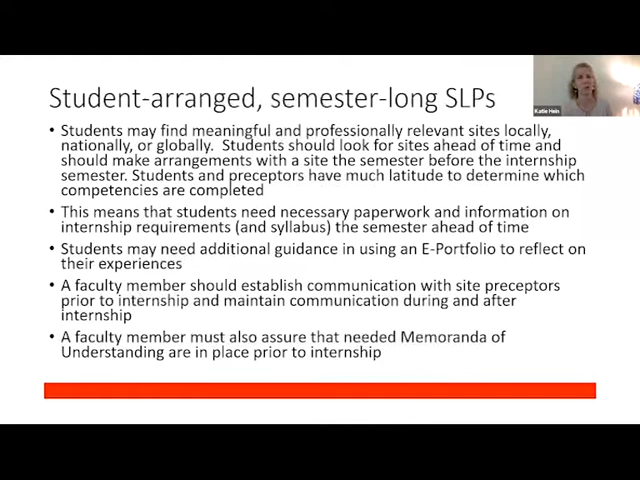 Student-arranged, semester-long SLPs
• Students may find meaningful and professionally relevant sites locally,
nationally, or globally. Students should look for sites ahead of time and
should make arrangements with a site the semester before the internship
semester. Students and preceptors have much latitude to determine which
competencies are completed
• This means that students need necessary paperwork and information on
internship requirements (and syllabus) the semester ahead of time
• Students may need additional guidance in using an E-Portfolio to reflect on
their experiences
• A faculty member should establish communication with site preceptors
prior to internship and maintain communication during and after
internship
• A faculty member must also assure that needed Memoranda of
Understanding are in place prior to internship
Katie Hein